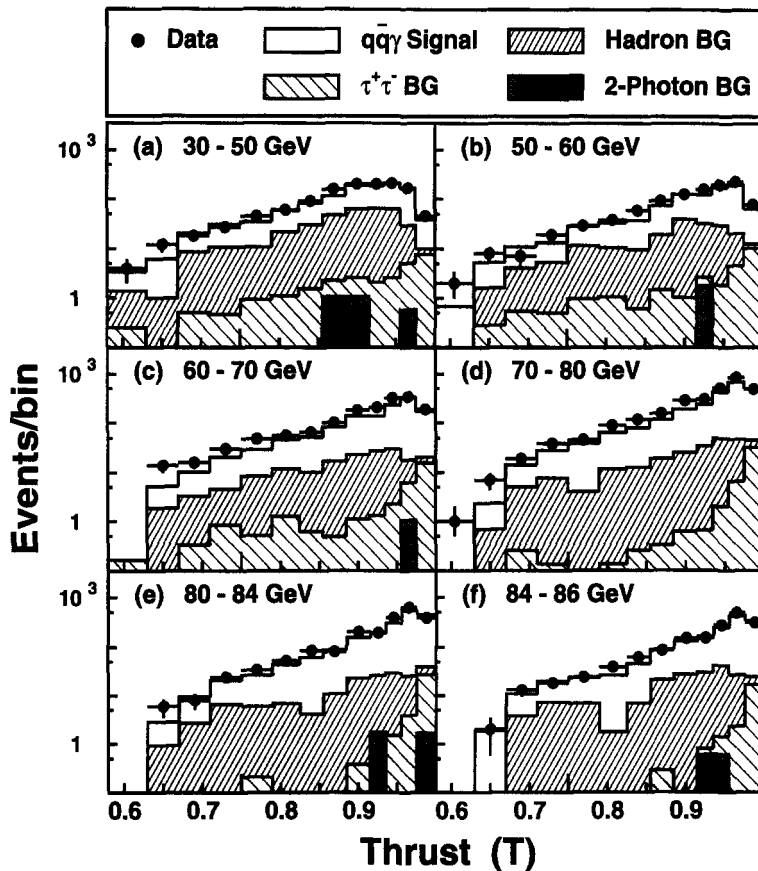 Data
qq̄γ Signal
Hadron BG
τ⁺τ⁻ BG
2-Photon BG
Events/bin
(a) 30 - 50 GeV
(b) 50 - 60 GeV
10³
1
(c) 60 - 70 GeV
(d) 70 - 80 GeV
10³
1
(e) 80 - 84 GeV
(f) 84 - 86 GeV
10³
1
0.6 0.7 0.8 0.9 0.6 0.7 0.8 0.9
Thrust (T)